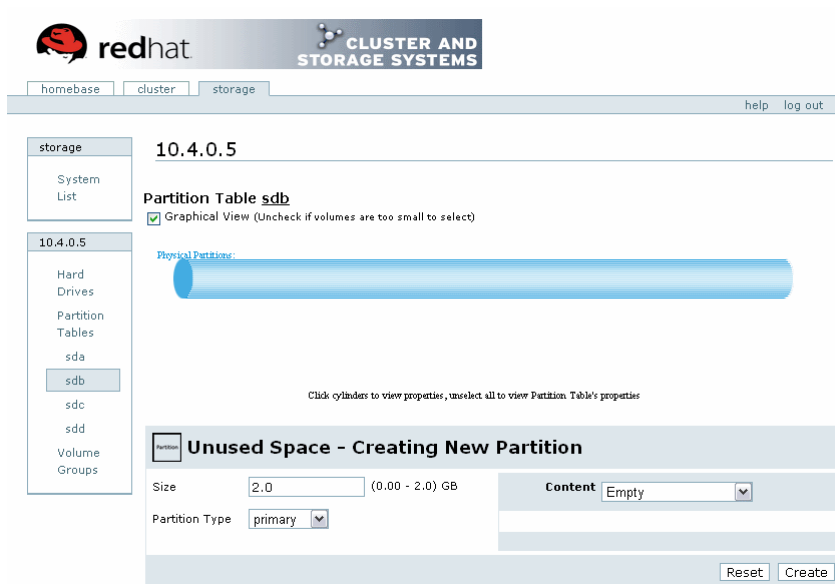 redhat.
CLUSTER AND
STORAGE SYSTEMS
homebase
cluster
storage
help
log out
storage
System
List
10.4.0.5
Hard
Drives
Partition
Tables
sda
sdb
sdc
sdd
Volume
Groups
10.4.0.5
Partition Table sdb
Graphical View (Uncheck if volumes are too small to select)
Physical Partitions:
Click cylinders to view properties, unselect all to view Partition Table's properties
Partition
Unused Space - Creating New Partition
Size 2.0 (0.00 - 2.0) GB
Partition Type primary
Content Empty
Reset Create